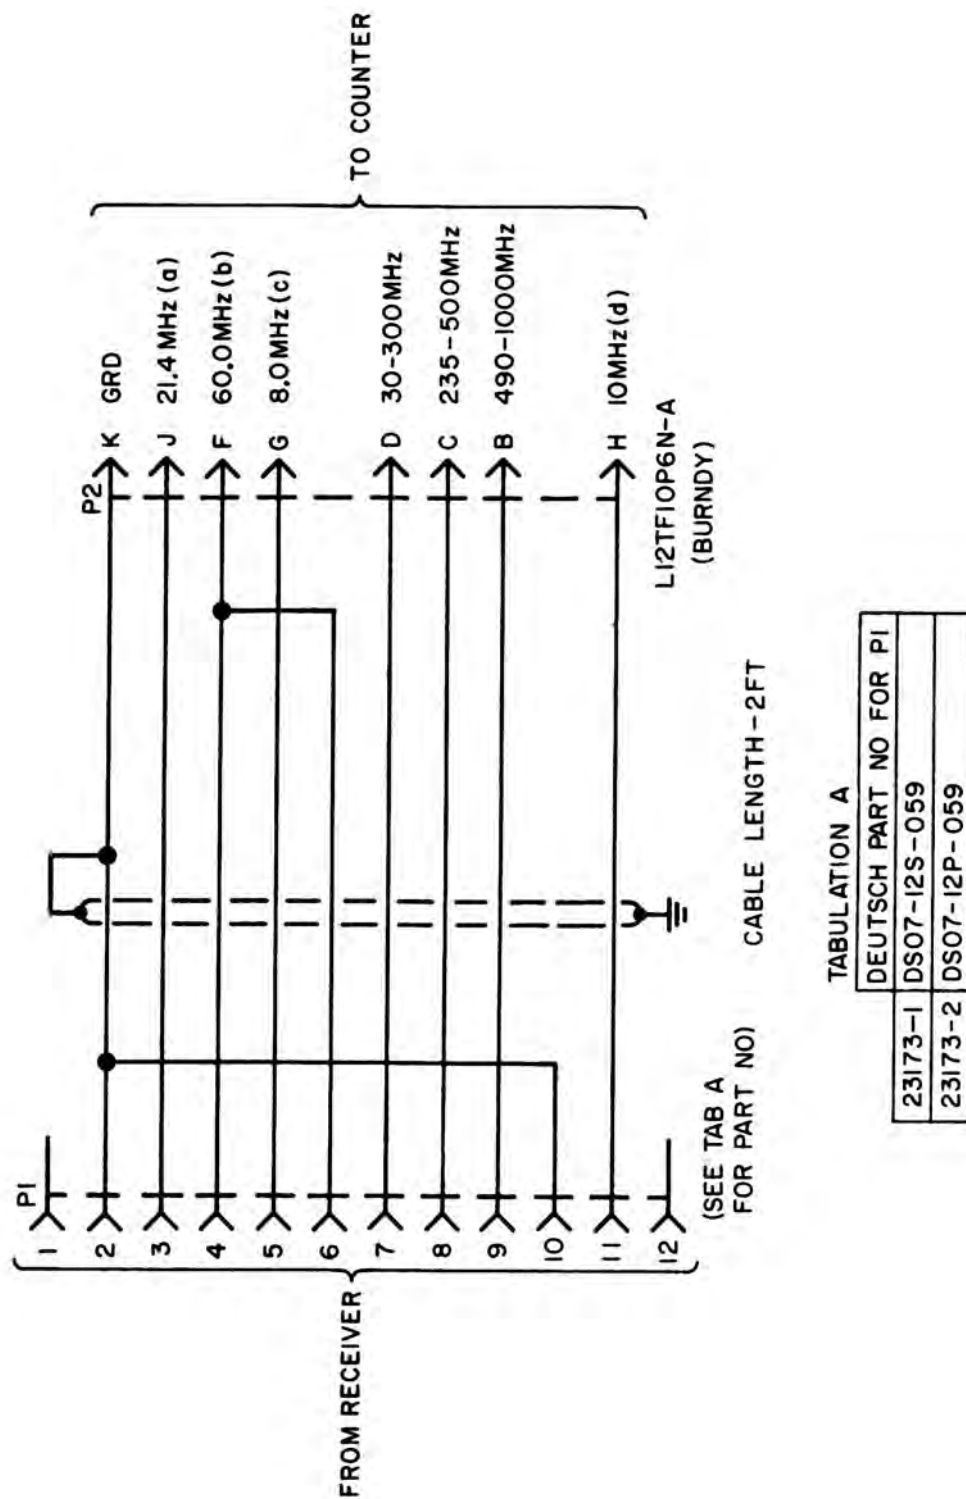 P1
P2
1
2
3
4
5
6
7
8
9
10
11
12
FROM RECEIVER
K GRD
J 21.4MHz(a)
F 60.0MHz(b)
G 8.0MHz(c)
D 30-300MHz
C 235-500MHz
B 490-1000MHz
H 10MHz(d)
TO COUNTER
(SEE TAB A
FOR PART NO)
CABLE LENGTH-2FT
L12TF10P6N-A
(BURNDY)
TABULATION A
DEUTSCH PART NO FOR P1
23173-1 DS07-12S-059
23173-2 DS07-12P-059